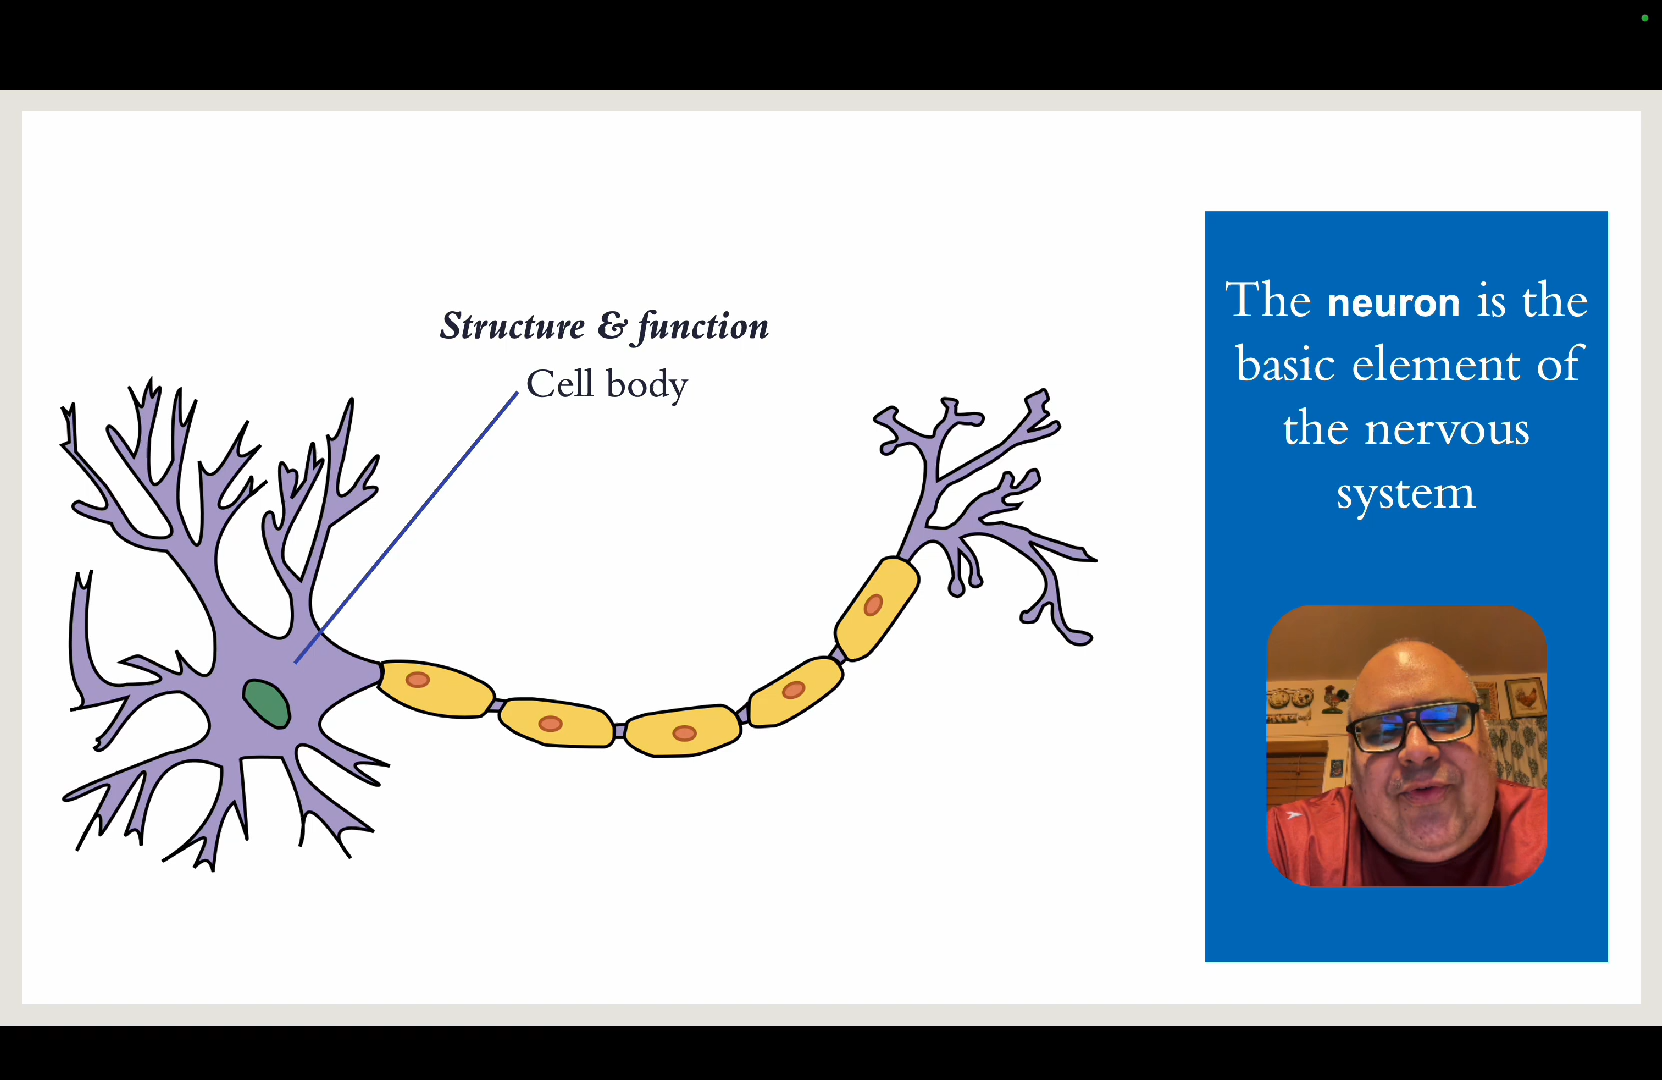 Structure & function
Cell body
The neuron is the
basic element of
the nervous
system